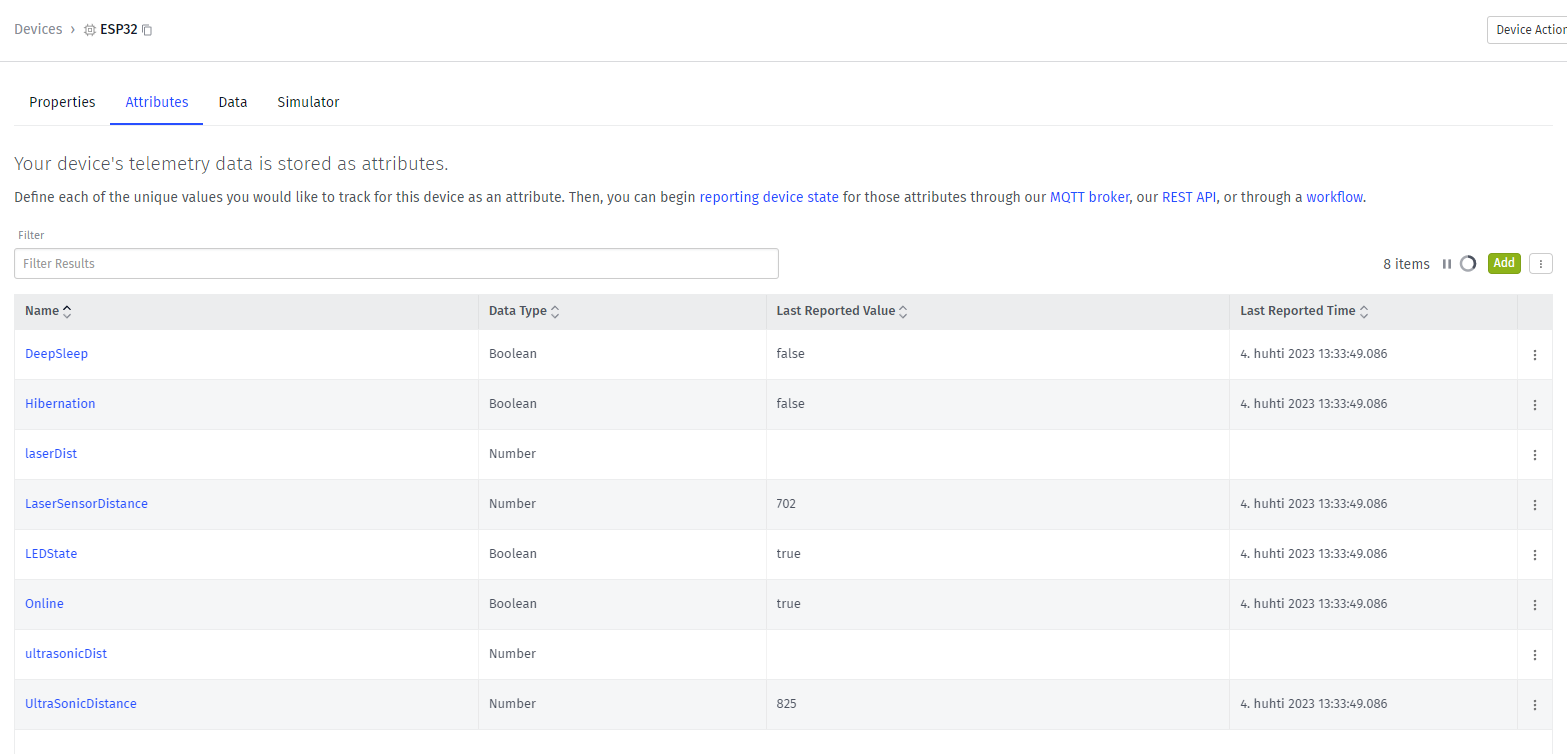 Devices › ESP32
Device Action
Properties Attributes Data Simulator
Your device's telemetry data is stored as attributes.
Define each of the unique values you would like to track for this device as an attribute. Then, you can begin reporting device state for those attributes through our MQTT broker, our REST API, or through a workflow.
Filter
Filter Results
8 items Add
Name Data Type Last Reported Value Last Reported Time
DeepSleep Boolean false 4. huhti 2023 13:33:49.086
Hibernation Boolean false 4. huhti 2023 13:33:49.086
laserDist Number
LaserSensorDistance Number 702 4. huhti 2023 13:33:49.086
LEDState Boolean true 4. huhti 2023 13:33:49.086
Online Boolean true 4. huhti 2023 13:33:49.086
ultrasonicDist Number
UltraSonicDistance Number 825 4. huhti 2023 13:33:49.086